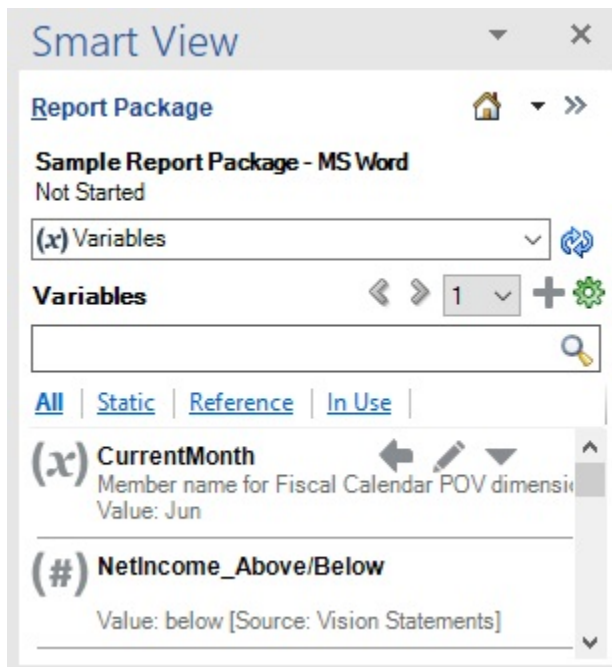 Smart View
Report Package
Sample Report Package - MS Word
Not Started
(x) Variables
Variables 1
All | Static | Reference | In Use |
(x) CurrentMonth
Member name for Fiscal Calendar POV
Value: Jun
(#) NetIncome_Above/Below
Value: below [Source: Vision Statements]